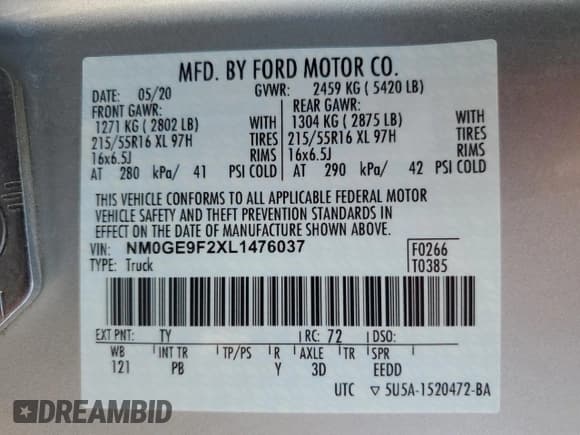 MFD. BY FORD MOTOR CO.
DATE: 05/20 GVWR: 2459 KG ( 5420 LB)
FRONT GAWR: REAR GAWR:
1271 KG ( 2802 LB) WITH 1304 KG ( 2875 LB) WITH
215/55R16 XL 97H TIRES 215/55R16 XL 97H TIRES
16x6.5J RIMS 16x6.5J RIMS
AT 280 kPa/ 41 PSI COLD AT 290 kPa/ 42 PSI COLD
THIS VEHICLE CONFORMS TO ALL APPLICABLE FEDERAL MOTOR
VEHICLE SAFETY AND THEFT PREVENTION STANDARDS IN
EFFECT ON THE DATE OF MANUFACTURE SHOWN ABOVE.
VIN: NM0GE9F2XL1476037 F0266
TYPE: Truck T0385
EXT PNT: TY RC: 72 DSO:
WB INT TR TP/PS R AXLE TR SPR
121 PB Y 3D EEDD
UTC ▽ 5U5A-1520472-BA
DREAMBID